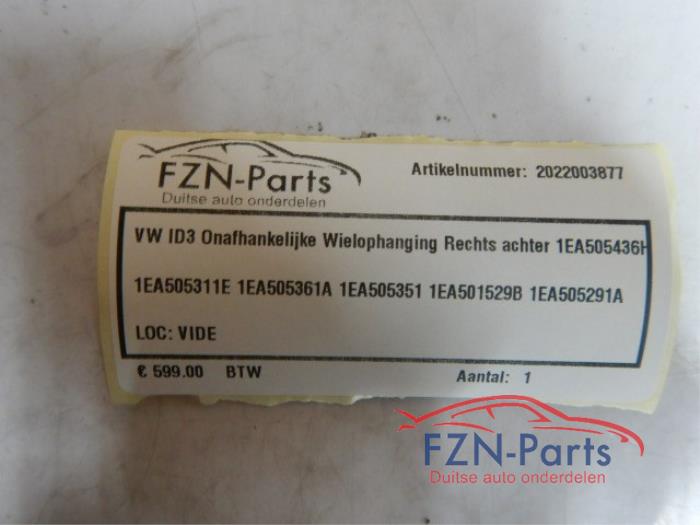 FZN-Parts
Duitse auto onderdelen
Artikelnummer: 2022003877
VW ID3 Onafhankelijke Wielophanging Rechts achter 1EA505436H
1EA505311E 1EA505361A 1EA505351 1EA501529B 1EA505291A
LOC: VIDE
€ 599.00 BTW
Aantal: 1
FZN-Parts
Duitse auto onderdelen